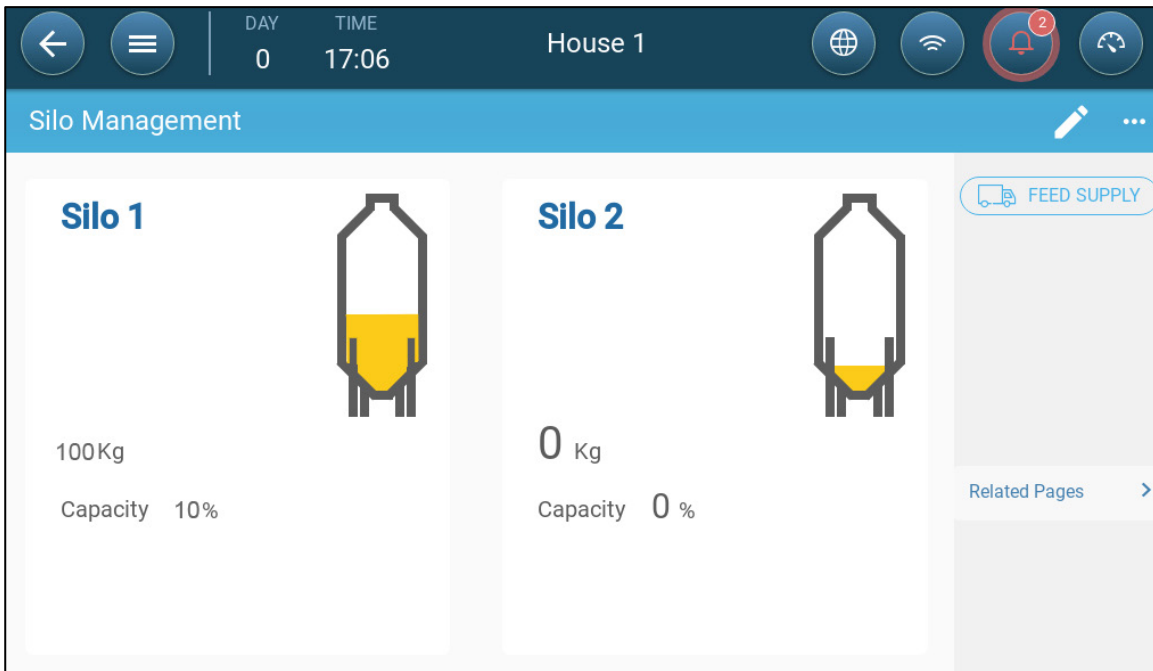 DAY TIME
2
0 17:06 House 1
Silo Management
Silo 1
Silo 2
FEED SUPPLY
100Kg
0 Kg
Capacity 10%
Capacity 0 %
Related Pages